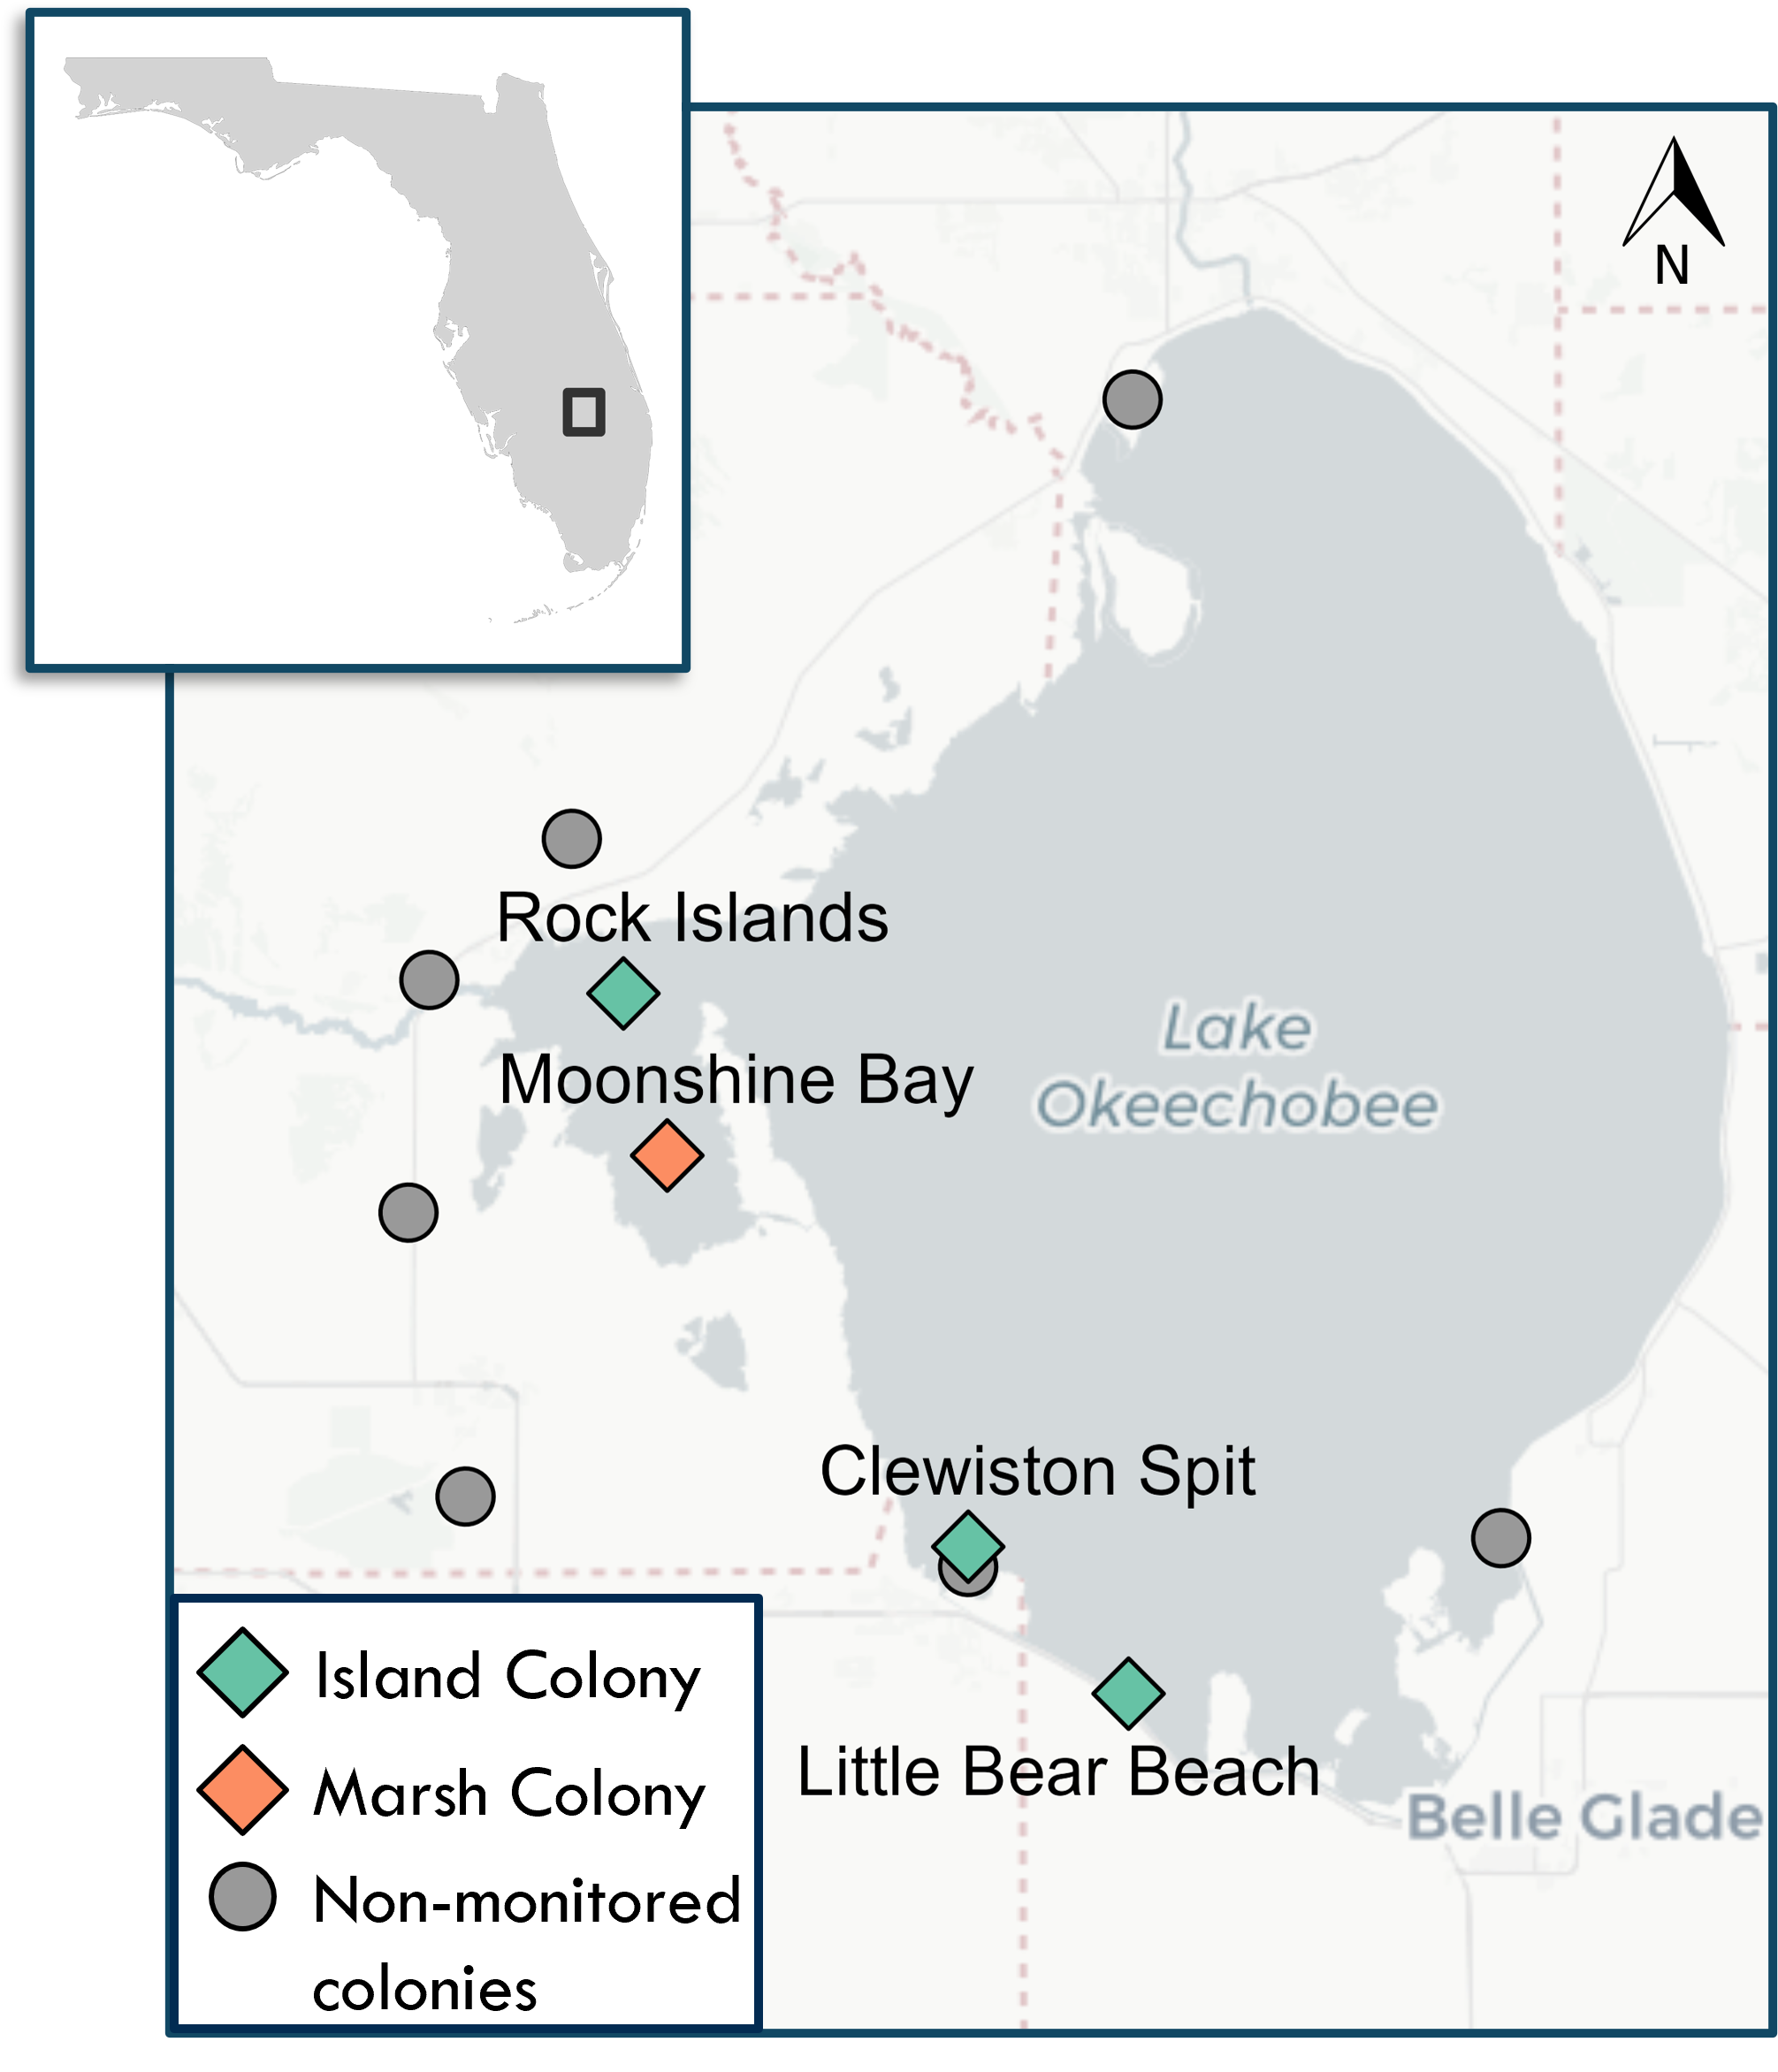 N
Rock Islands
Moonshine Bay
Lake
Okeechobee
Clewiston Spit
Little Bear Beach
Belle Glade
Island Colony
Marsh Colony
Non-monitored
colonies